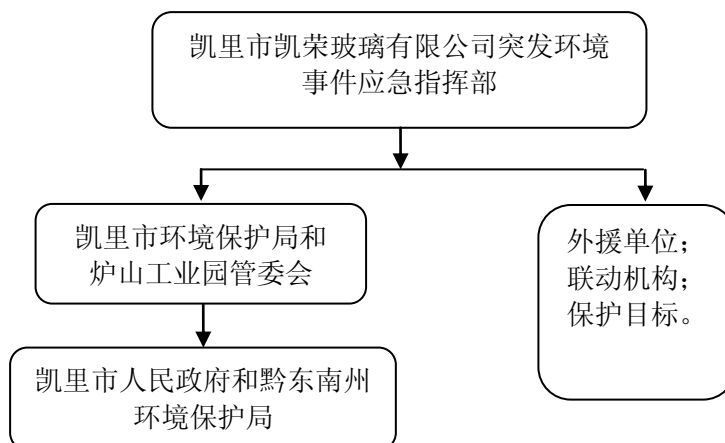 凯里市凯荣玻璃有限公司突发环境
事件应急指挥部
凯里市环境保护局和
炉山工业园管委会
外援单位；
联动机构；
保护目标。
凯里市人民政府和黔东南州
环境保护局